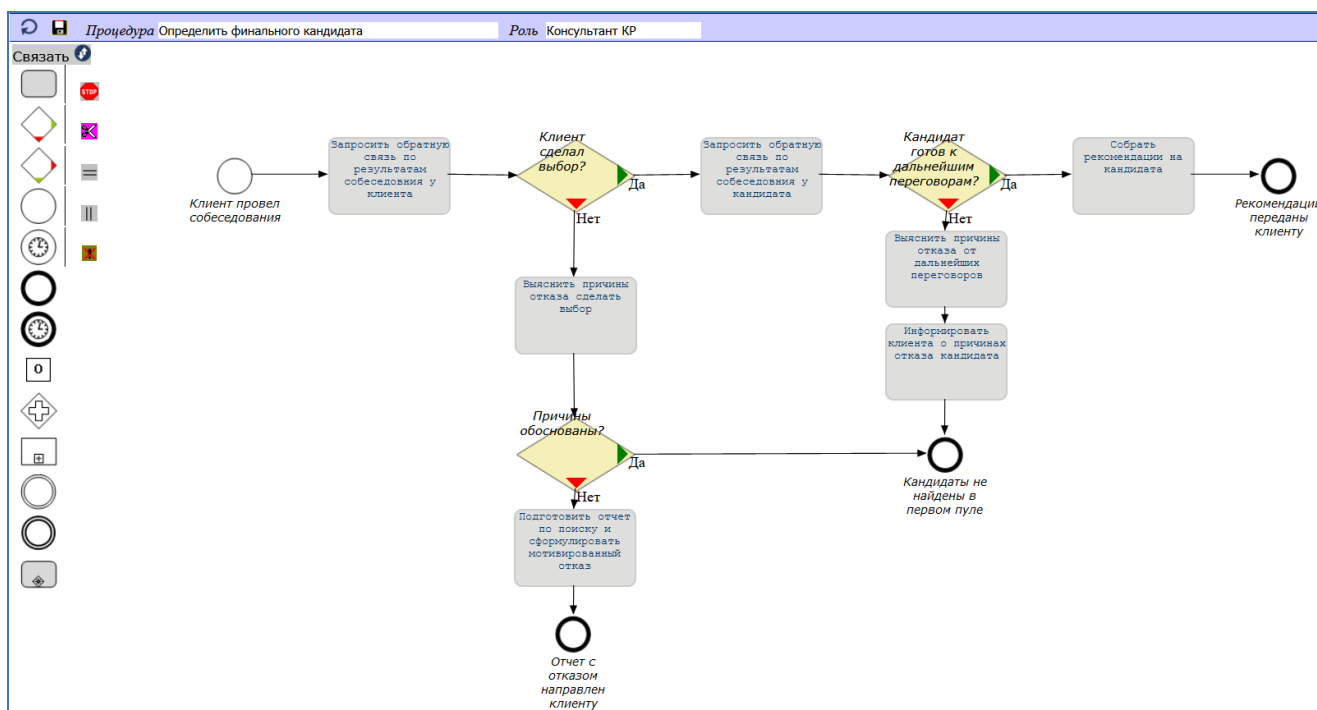 Процедура Определить финального кандидата Роль Консультант КР
Связать
STOP
Клиент провел
собеседования
Запросить обратную
связь по
результатам
собеседовния у
клиента
Клиент
сделал
выбор?
Да
Нет
Запросить обратную
связь по
результатам
собеседовния у
кандидата
Кандидат
готов к
дальнейшим
переговорам?
Да
Нет
Собрать
рекомендации на
кандидата
Рекомендации
переданы
клиенту
Выяснить причины
отказа от
дальнейших
переговоров
Выяснить причины
отказа сделать
выбор
Информировать
клиента о причинах
отказа кандидата
Причины
обоснованы?
Да
Нет
Кандидаты не
найдены в
первом пуле
Подготовить отчет
по поиску и
сформулировать
мотивированный
отказ
Отчет с
отказом
направлен
клиенту
O